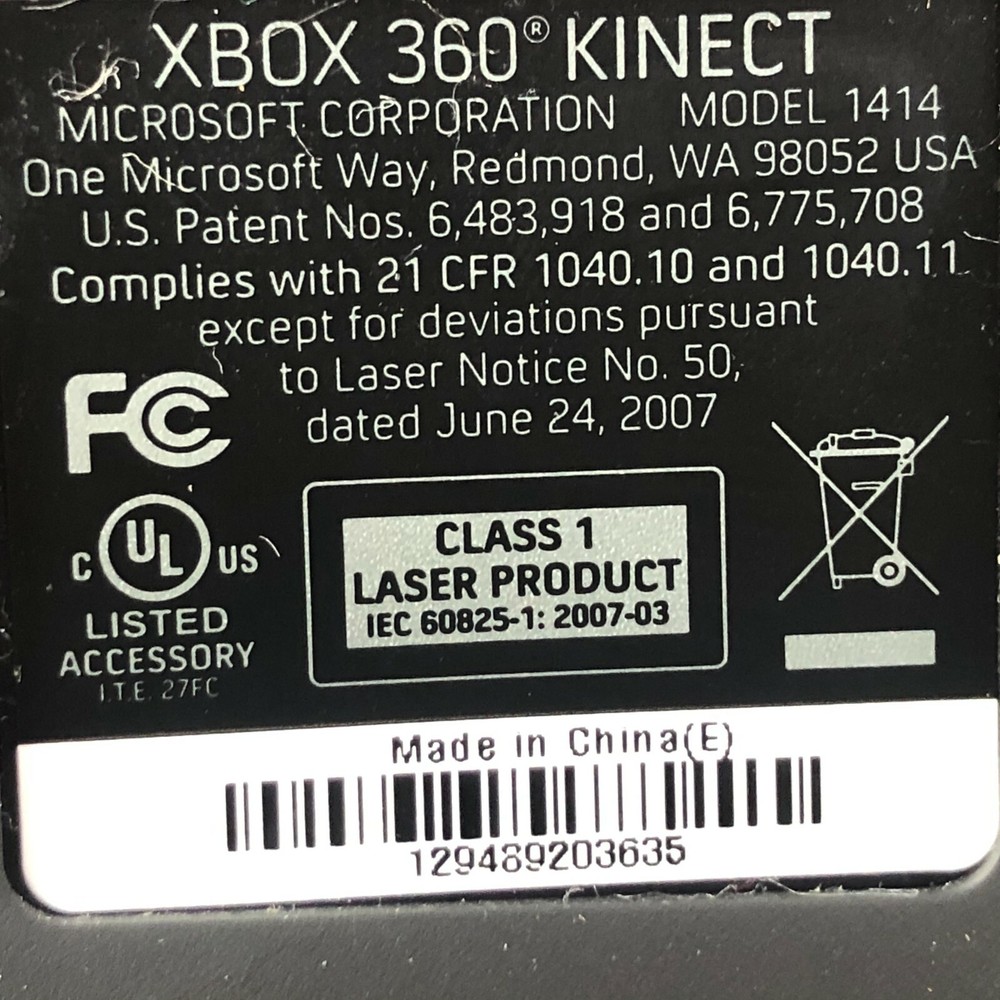 XBOX 360® KINECT
MICROSOFT CORPORATION MODEL 1414
One Microsoft Way, Redmond, WA 98052 USA
U.S. Patent Nos. 6,483,918 and 6,775,708
Complies with 21 CFR 1040.10 and 1040.11
except for deviations pursuant
to Laser Notice No. 50,
dated June 24, 2007
FC
C UL US
LISTED
ACCESSORY
I.T.E. 27FC
CLASS 1
LASER PRODUCT
IEC 60825-1: 2007-03
Made in China(E)
129489203635